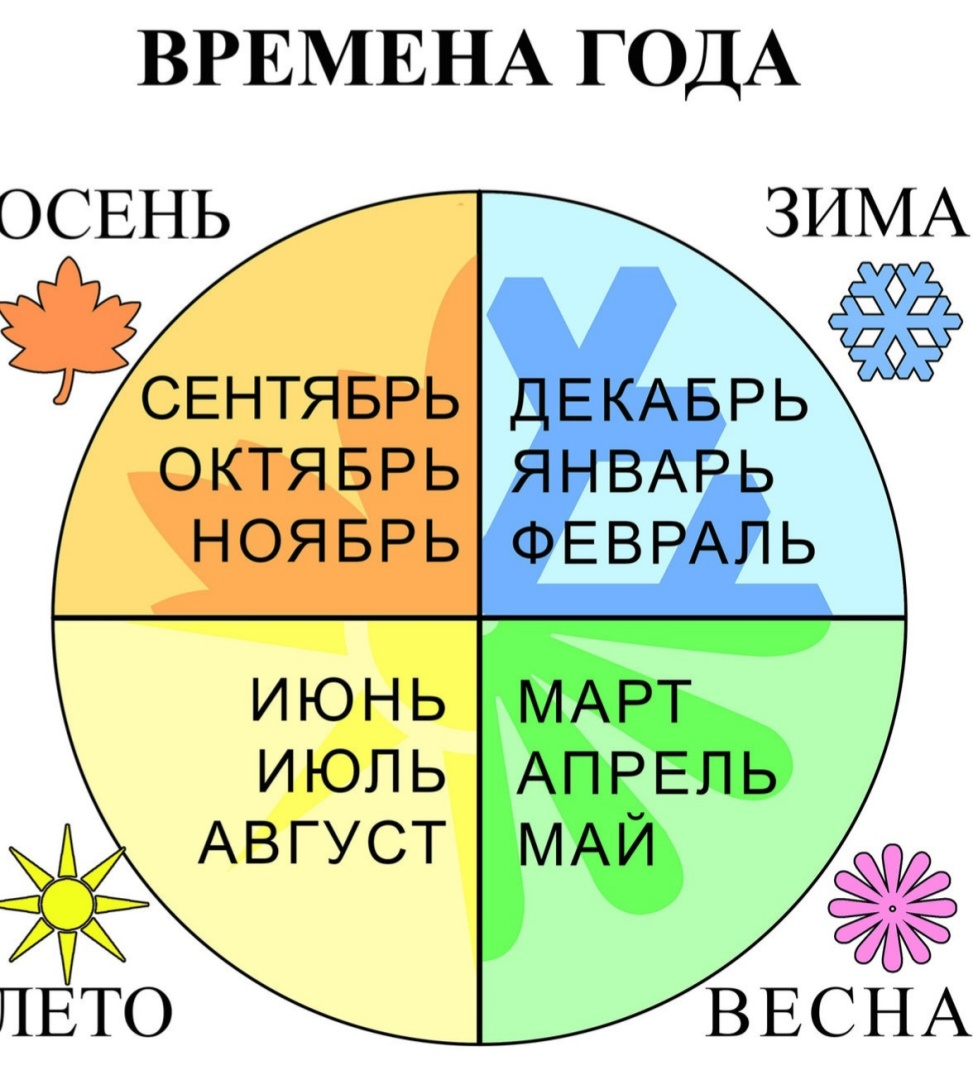 ВРЕМЕНА ГОДА
ОСЕНЬ
ЗИМА
СЕНТЯБРЬ
ОКТЯБРЬ
НОЯБРЬ
ДЕКАБРЬ
ЯНВАРЬ
ФЕВРАЛЬ
ИЮНЬ
ИЮЛЬ
АВГУСТ
МАРТ
АПРЕЛЬ
МАЙ
ЛЕТО
ВЕСНА